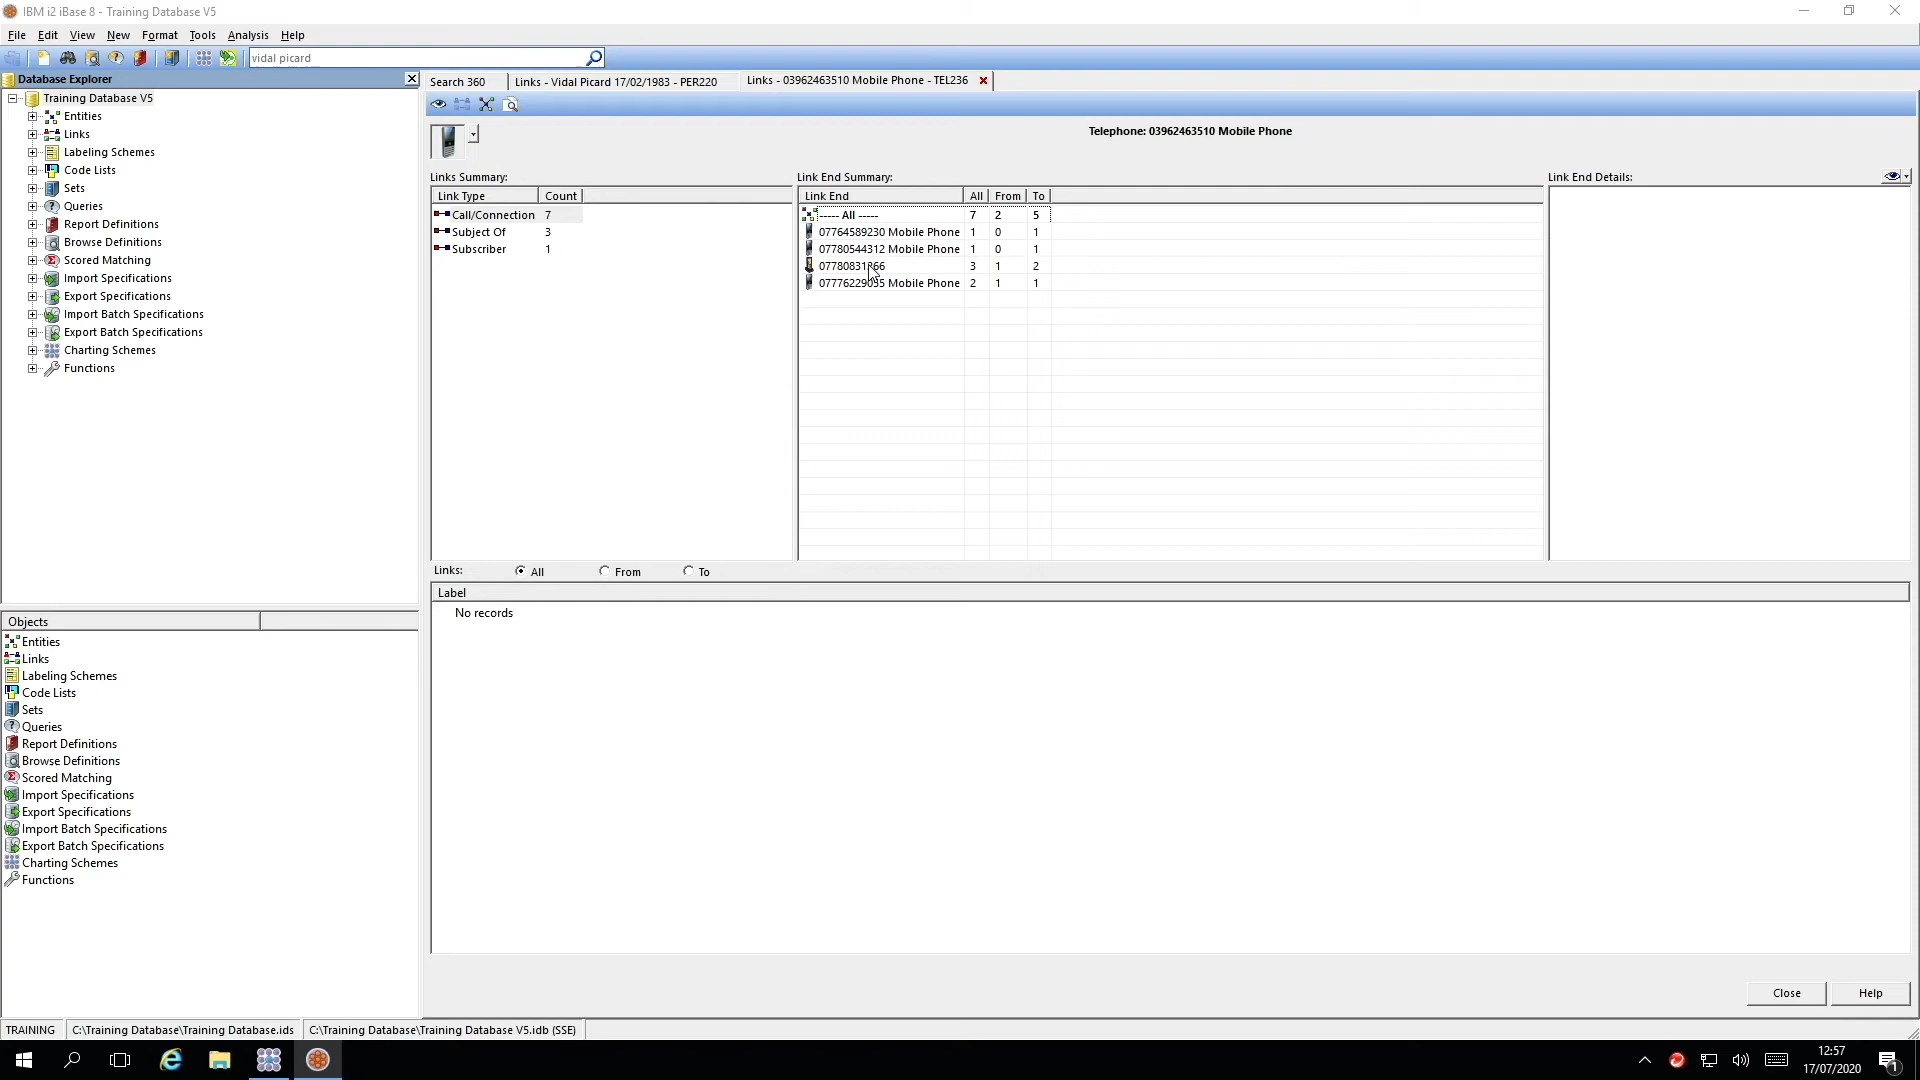 IBM i2 iBase 8 - Training Database V5
File Edit View New Format Tools Analysis Help
vidal picard
Database Explorer
Training Database V5
Entities
Links
Labeling Schemes
Code Lists
Sets
Queries
Report Definitions
Browse Definitions
Scored Matching
Import Specifications
Export Specifications
Import Batch Specifications
Export Batch Specifications
Charting Schemes
Functions
Objects
Entities
Links
Labeling Schemes
Code Lists
Sets
Queries
Report Definitions
Browse Definitions
Scored Matching
Import Specifications
Export Specifications
Import Batch Specifications
Export Batch Specifications
Charting Schemes
Functions
Search 360 Links - Vidal Picard 17/02/1983 - PER220 Links - 03962463510 Mobile Phone - TEL236
Telephone: 03962463510 Mobile Phone
Links Summary:
Link Type Count
Call/Connection 7
Subject Of 3
Subscriber 1
Link End Summary:
Link End All From To
----- All ----- 7 2 5
07764589230 Mobile Phone 1 0 1
07780544312 Mobile Phone 1 0 1
3 1 2
Mobile Phone 2 1 1
Link End Details:
Links: All From To
Label
No records
Close Help
TRAINING C:\Training Database\Training Database.ids C:\Training Database\Training Database V5.idb (SSE)
12:57
17/07/2020
1